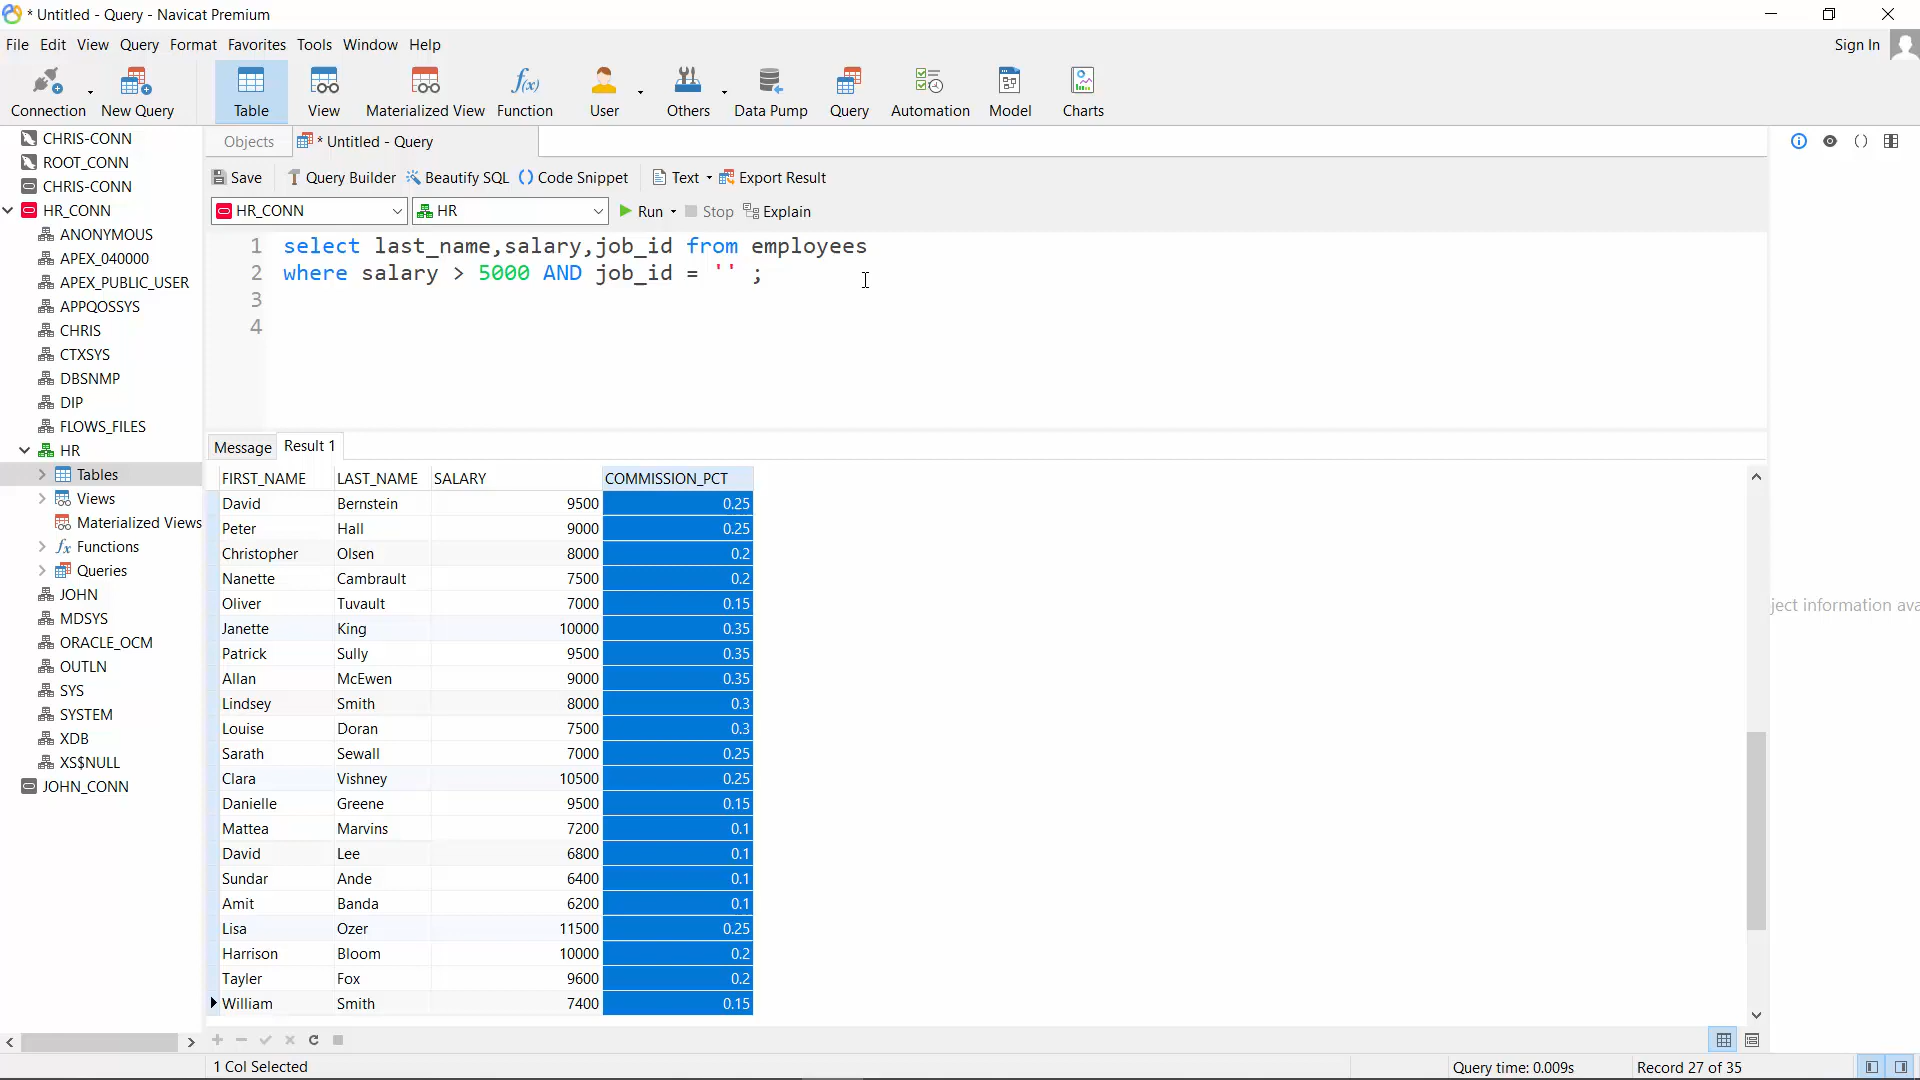 * Untitled - Query - Navicat Premium
File Edit View Query Format Favorites Tools Window Help
Sign In
Connection New Query Table View Materialized View Function User Others Data Pump Query Automation Model Charts
CHRIS-CONN
ROOT_CONN
CHRIS-CONN
HR_CONN
ANONYMOUS
APEX_040000
APEX_PUBLIC_USER
APPQOSSYS
CHRIS
CTXSYS
DBSNMP
DIP
FLOWS_FILES
HR
Tables
Views
Materialized Views
Functions
Queries
JOHN
MDSYS
ORACLE_OCM
OUTLN
SYS
SYSTEM
XDB
XS$NULL
JOHN_CONN
Objects * Untitled - Query
Save Query Builder Beautify SQL () Code Snippet Text Export Result
HR_CONN HR Run Stop Explain
1 select last_name,salary,job_id from employees
2 where salary > 5000 AND job_id = '' ;
3
4
Message Result 1
FIRST_NAME LAST_NAME SALARY COMMISSION_PCT
David Bernstein 9500 0.25
Peter Hall 9000 0.25
Christopher Olsen 8000 0.2
Nanette Cambrault 7500 0.2
Oliver Tuvault 7000 0.15
Janette King 10000 0.35
Patrick Sully 9500 0.35
Allan McEwen 9000 0.35
Lindsey Smith 8000 0.3
Louise Doran 7500 0.3
Sarath Sewall 7000 0.25
Clara Vishney 10500 0.25
Danielle Greene 9500 0.15
Mattea Marvins 7200 0.1
David Lee 6800 0.1
Sundar Ande 6400 0.1
Amit Banda 6200 0.1
Lisa Ozer 11500 0.25
Harrison Bloom 10000 0.2
Tayler Fox 9600 0.2
William Smith 7400 0.15
ject information ava
1 Col Selected
Query time: 0.009s
Record 27 of 35